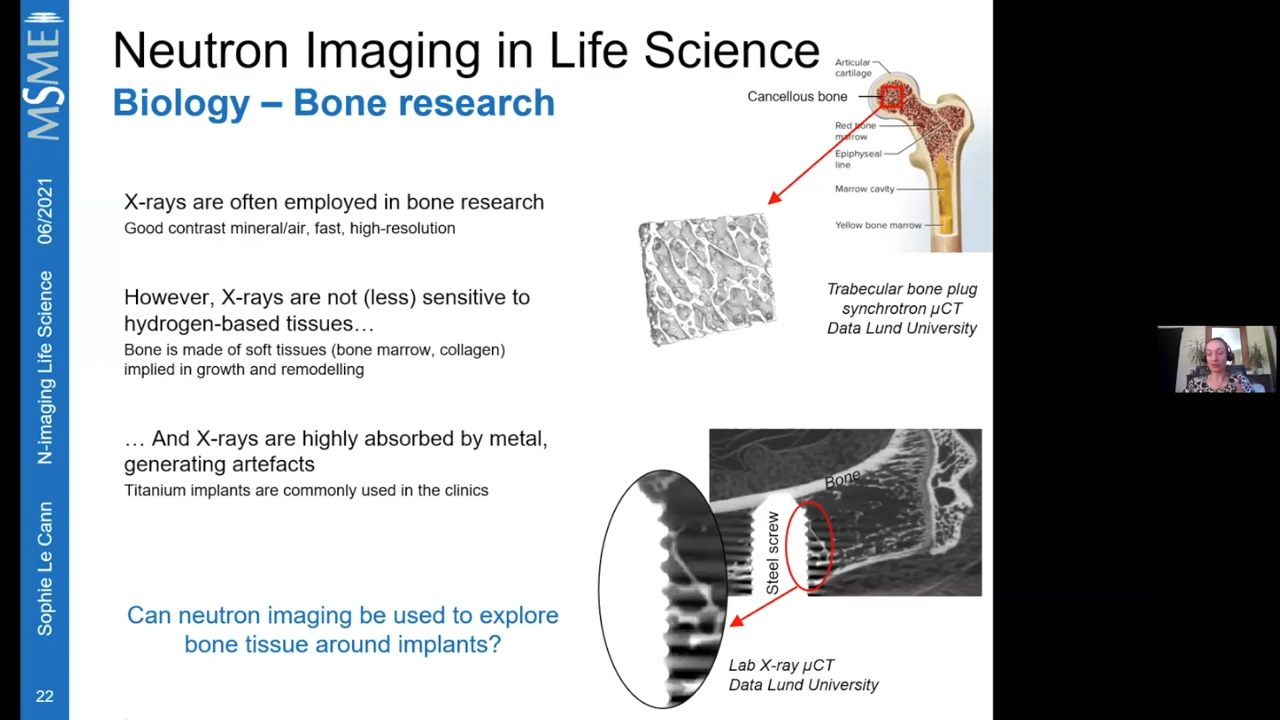 Neutron Imaging in Life Science
Biology – Bone research
Articular
cartilage
Cancellous bone
Red bone
marrow
Epiphyseal
line
Marrow cavity
Yellow bone marrow
X-rays are often employed in bone research
Good contrast mineral/air, fast, high-resolution
However, X-rays are not (less) sensitive to
hydrogen-based tissues…
Bone is made of soft tissues (bone marrow, collagen)
implied in growth and remodelling
Trabecular bone plug
synchrotron µCT
Data Lund University
… And X-rays are highly absorbed by metal,
generating artefacts
Titanium implants are commonly used in the clinics
Bone
Steel screw
Can neutron imaging be used to explore
bone tissue around implants?
Lab X-ray µCT
Data Lund University
MSME
06/2021
N-imaging Life Science
Sophie Le Cann
22